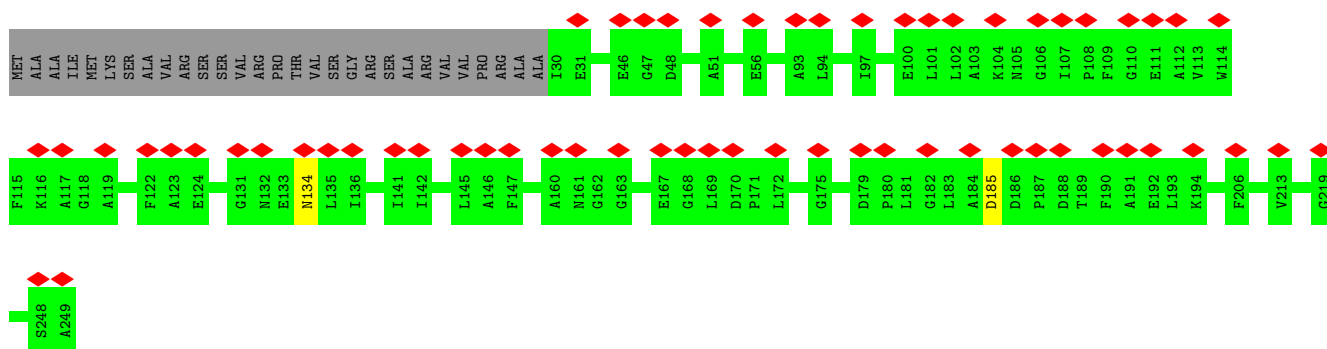 MET ALA ALA ILE MET LYS SER ALA VAL ARG SER SER VAL ARG PRO THR VAL SER GLY ARG SER ALA ARG VAL VAL PRO ARG ALA ALA I30 E31 E46 G47 D48 A51 E56 A93 L94 I97 E100 L101 L102 A103 K104 N105 G106 I107 P108 F109 G110 E111 A112 V113 W114
F115 K116 A117 G118 A119 F122 A123 E124 G131 N132 E133 N134 L135 I136 I141 I142 L145 A146 F147 A160 N161 G162 G163 E167 G168 L169 D170 P171 L172 G175 D179 P180 L181 G182 L183 A184 D185 D186 P187 D188 T189 F190 A191 E192 L193 K194 F206 V213 G219
S248 A249